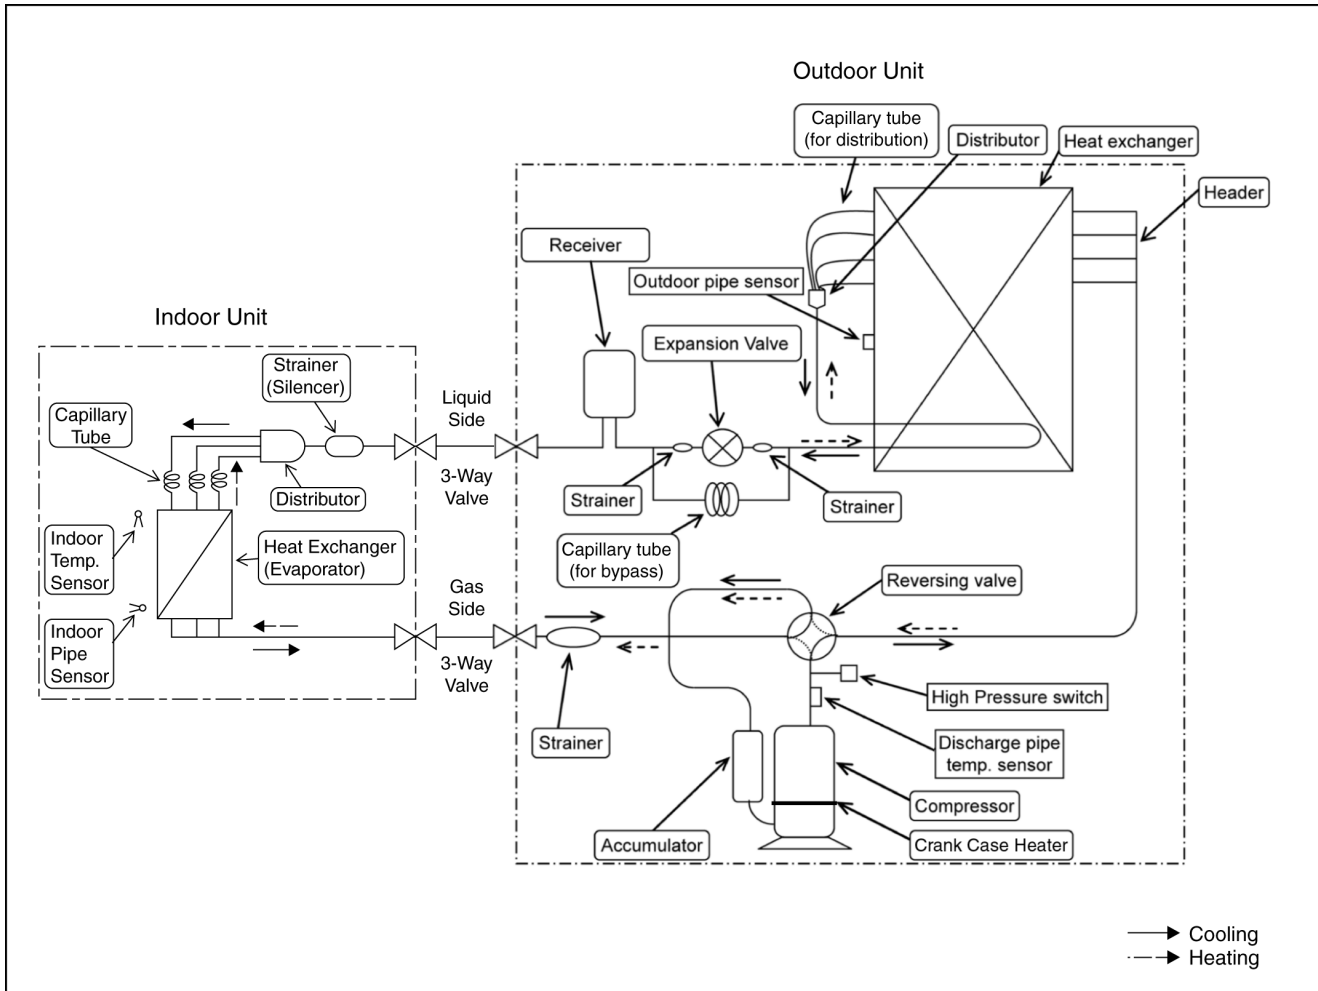 Outdoor Unit
Capillary tube
(for distribution)
Distributor
Heat exchanger
Header
Receiver
Outdoor pipe sensor
Indoor Unit
Expansion Valve
Strainer
(Silencer)
Capillary
Tube
Liquid
Side
3-Way
Valve
Distributor
Strainer
Strainer
Indoor
Temp.
Sensor
Heat Exchanger
(Evaporator)
Capillary tube
(for bypass)
Gas
Side
3-Way
Valve
Reversing valve
Indoor
Pipe
Sensor
High Pressure switch
Strainer
Discharge pipe
temp. sensor
Compressor
Accumulator
Crank Case Heater
Cooling
Heating